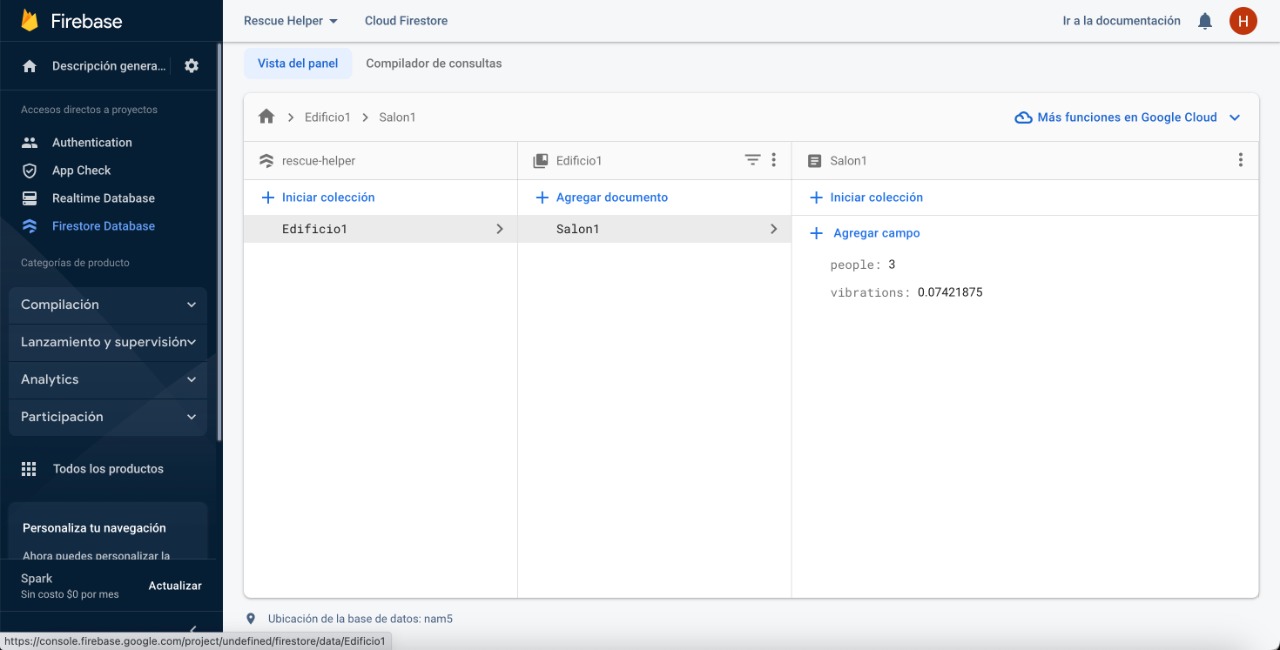 Firebase
Rescue Helper
Cloud Firestore
Ir a la documentación
H
Descripción genera...
Accesos directos a proyectos
Authentication
App Check
Realtime Database
Firestore Database
Categorías de producto
Compilación
Lanzamiento y supervisión
Analytics
Participación
Todos los productos
Personaliza tu navegación
Ahora puedes personalizar la
Spark
Sin costo $0 por mes
Actualizar
Vista del panel
Compilador de consultas
Edificio1
Salon1
Más funciones en Google Cloud
rescue-helper
Iniciar colección
Edificio1
Edificio1
Agregar documento
Salon1
Salon1
Iniciar colección
Agregar campo
people: 3
vibrations: 0.07421875
Ubicación de la base de datos: nam5
https://console.firebase.google.com/project/undefined/firestore/data/Edificio1